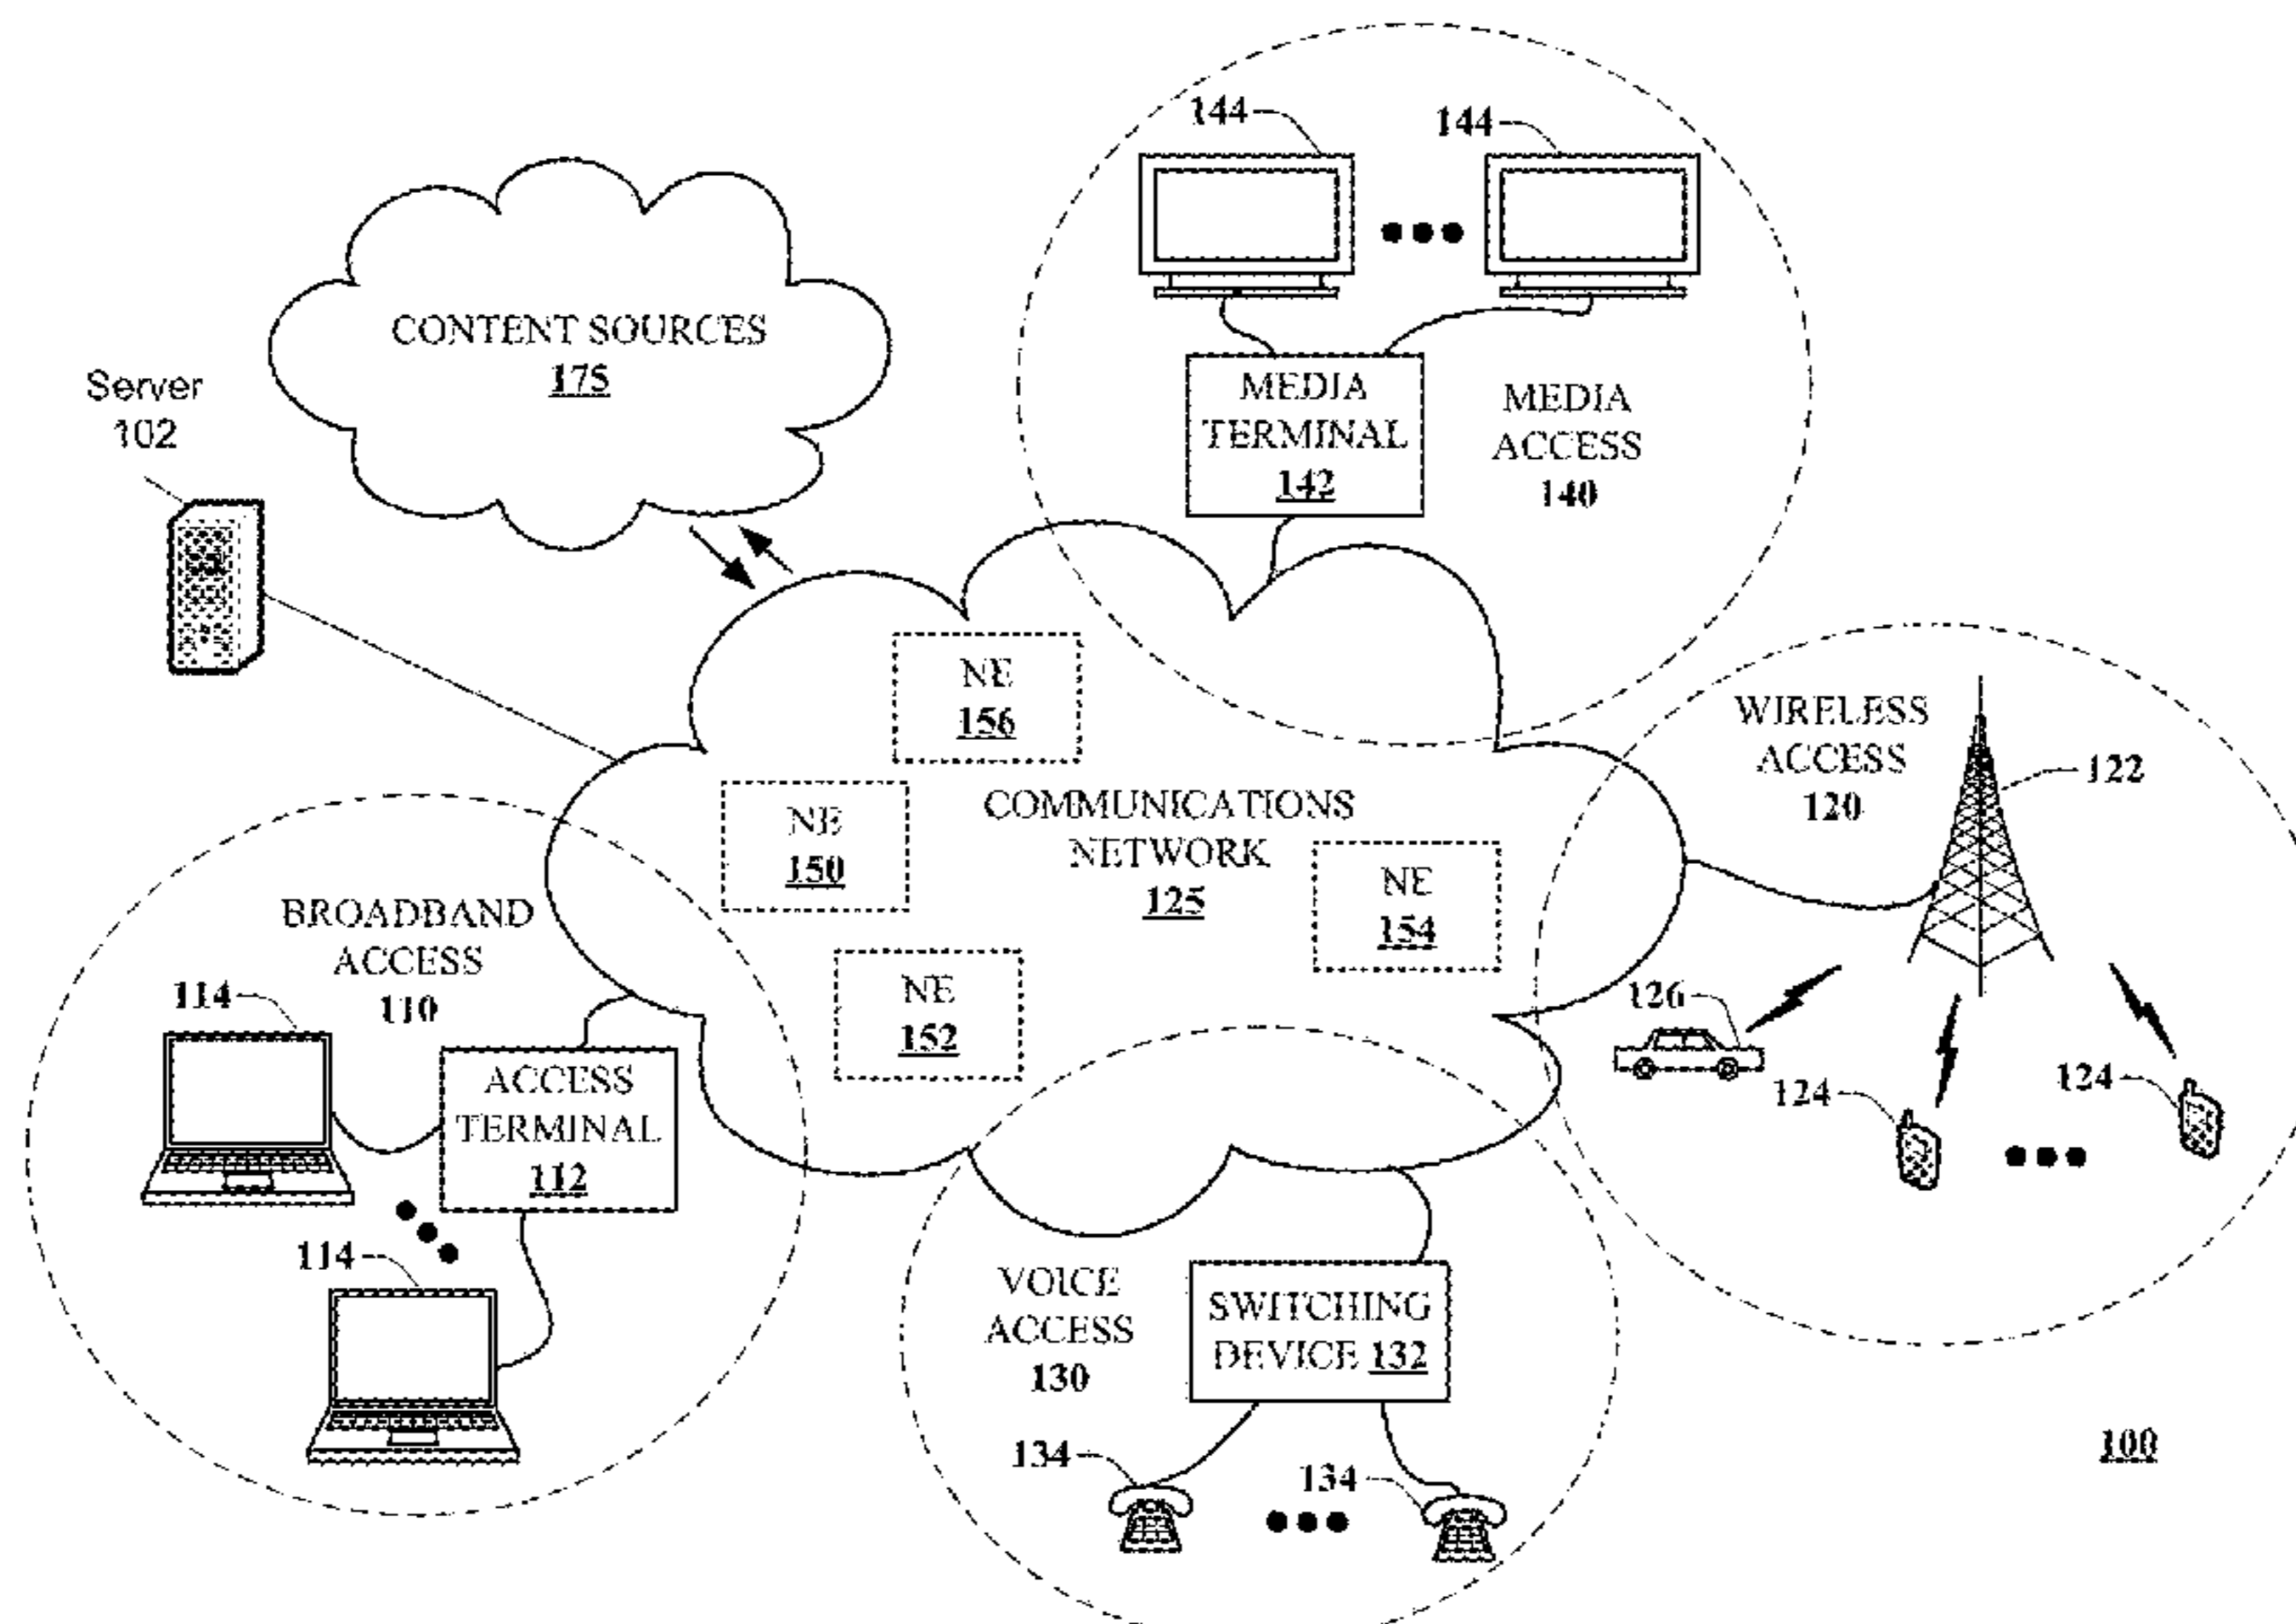 144
144
CONTENT SOURCES
175
Server
102
MEDIA
TERMINAL
142
MEDIA
ACCESS
140
NE
156
WIRELESS
ACCESS
120
122
NE
150
COMMUNICATIONS
NETWORK
125
NE
154
BROADBAND
ACCESS
110
114
NE
152
126
ACCESS
TERMINAL
112
124
124
114
VOICE
ACCESS
130
SWITCHING
DEVICE 132
134
134
100